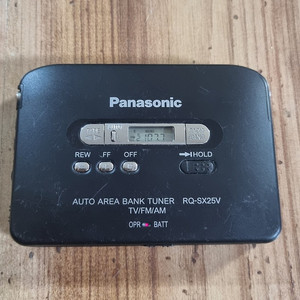 Panasonic
REW FF OFF HOLD
AUTO AREA BANK TUNER RQ-SX25V
TV/FM/AM
OPR BATT